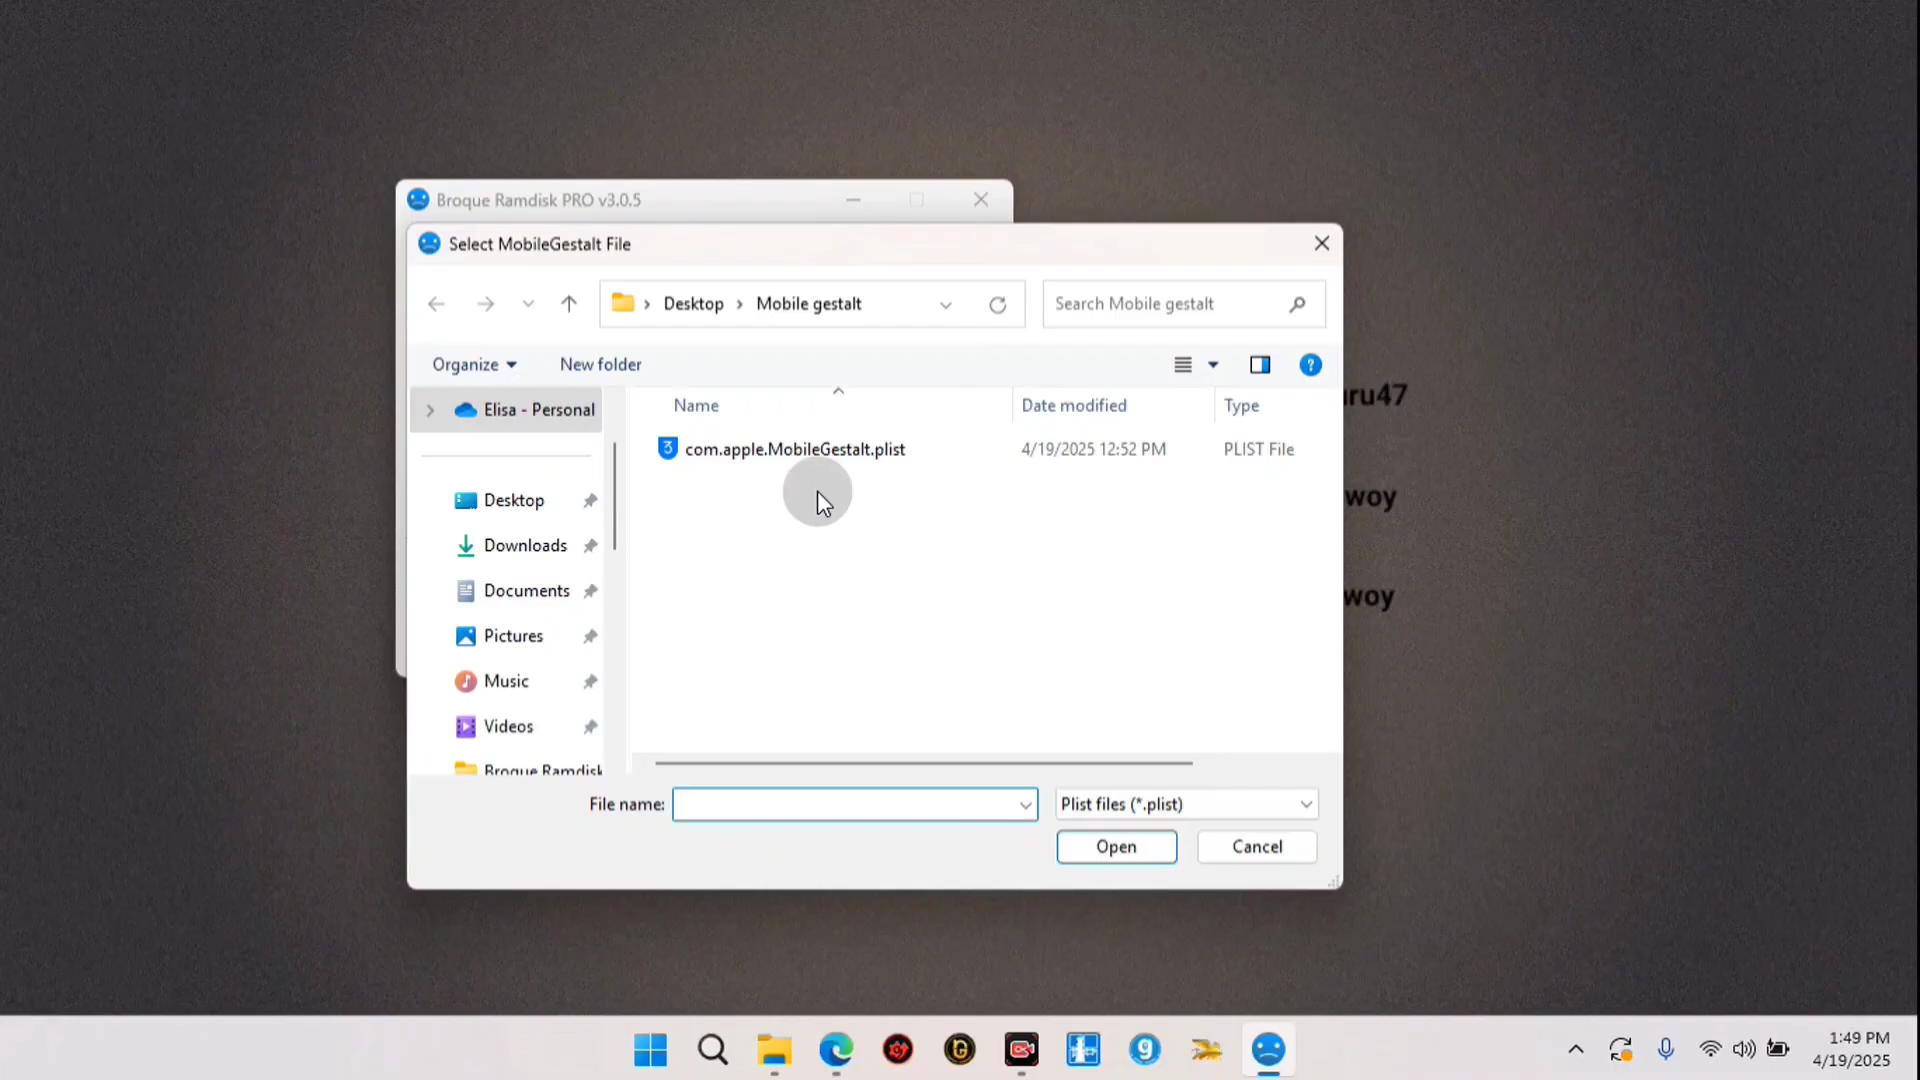 Broque Ramdisk PRO v3.0.5
Select MobileGestalt File
Desktop > Mobile gestalt
Search Mobile gestalt
Organize
New folder
Elisa - Personal
Name
Date modified
Type
com.apple.MobileGestalt.plist
4/19/2025 12:52 PM
PLIST File
Desktop
Downloads
Documents
Pictures
Music
Videos
Broque Ramdisk
File name:
Plist files (*.plist)
Open
Cancel
ru47
woy
woy
1:49 PM
4/19/2025